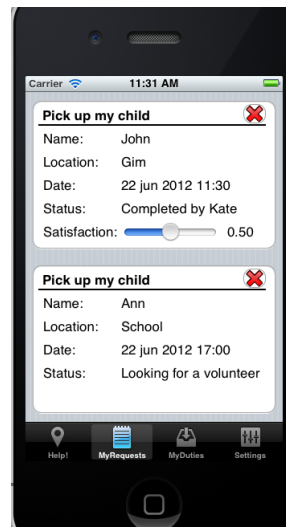 Carrier 11:31 AM
Pick up my child
Name: John
Location: Gim
Date: 22 jun 2012 11:30
Status: Completed by Kate
Satisfaction: 0.50
Pick up my child
Name: Ann
Location: School
Date: 22 jun 2012 17:00
Status: Looking for a volunteer
Help! MyRequests MyDuties Settings